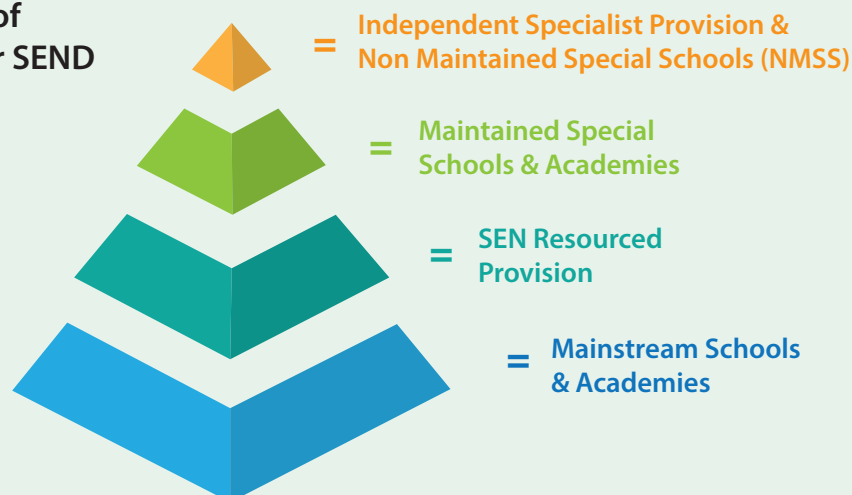 of
r SEND
= Independent Specialist Provision &
Non Maintained Special Schools (NMSS)
= Maintained Special
Schools & Academies
= SEN Resourced
Provision
= Mainstream Schools
& Academies